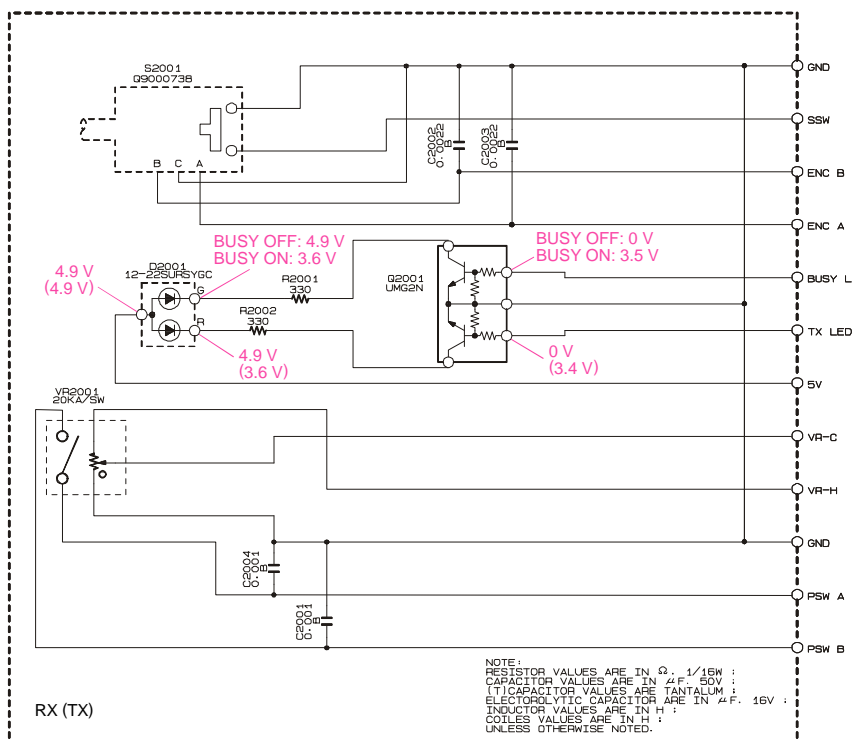 S2001
Q9000738
B C A
C2002
0.0022
B
C2003
0.0022
B
GND
SSW
ENC B
ENC A
BUSY OFF: 4.9 V
BUSY ON: 3.6 V
BUSY OFF: 0 V
BUSY ON: 3.5 V
4.9 V
(4.9 V)
D2001
12-22SURSYGC
G
R
R2001
330
R2002
330
Q2001
UMG2N
BUSY L
TX LED
4.9 V
(3.6 V)
0 V
(3.4 V)
5V
VR2001
20KA/SW
VR-C
VR-H
GND
C2004
0.001
B
PSW A
C2001
0.001
B
PSW B
NOTE:
RESISTOR VALUES ARE IN Ω, 1/16W ;
CAPACITOR VALUES ARE IN μF, 50V ;
(T)CAPACITOR VALUES ARE TANTALUM ;
ELECTOROLYTIC CAPACITOR ARE IN μF, 16V ;
INDUCTOR VALUES ARE IN H ;
COILES VALUES ARE IN H ;
UNLESS OTHERWISE NOTED.
RX (TX)